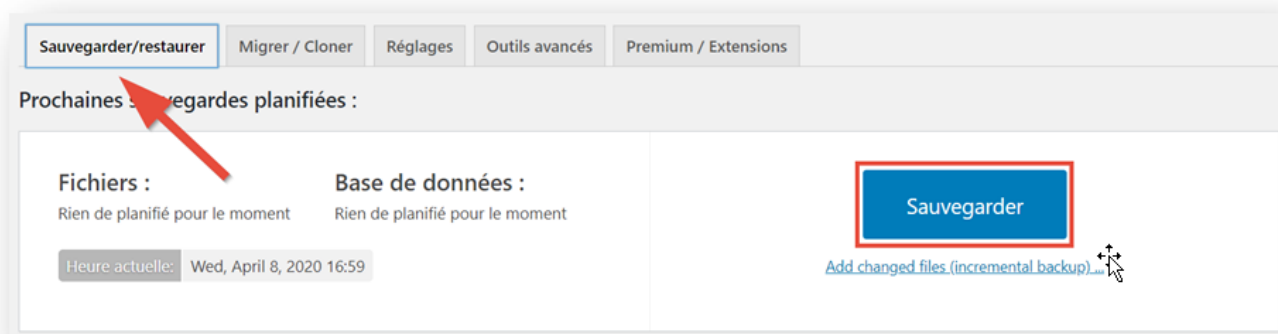 Sauvegarder/restaurer Migrer / Cloner Réglages Outils avancés Premium / Extensions
Prochaines sauvegardes planifiées :
Fichiers : Base de données :
Rien de planifié pour le moment Rien de planifié pour le moment
Sauvegarder
Heure actuelle: Wed, April 8, 2020 16:59
Add changed files (incremental backup) ...